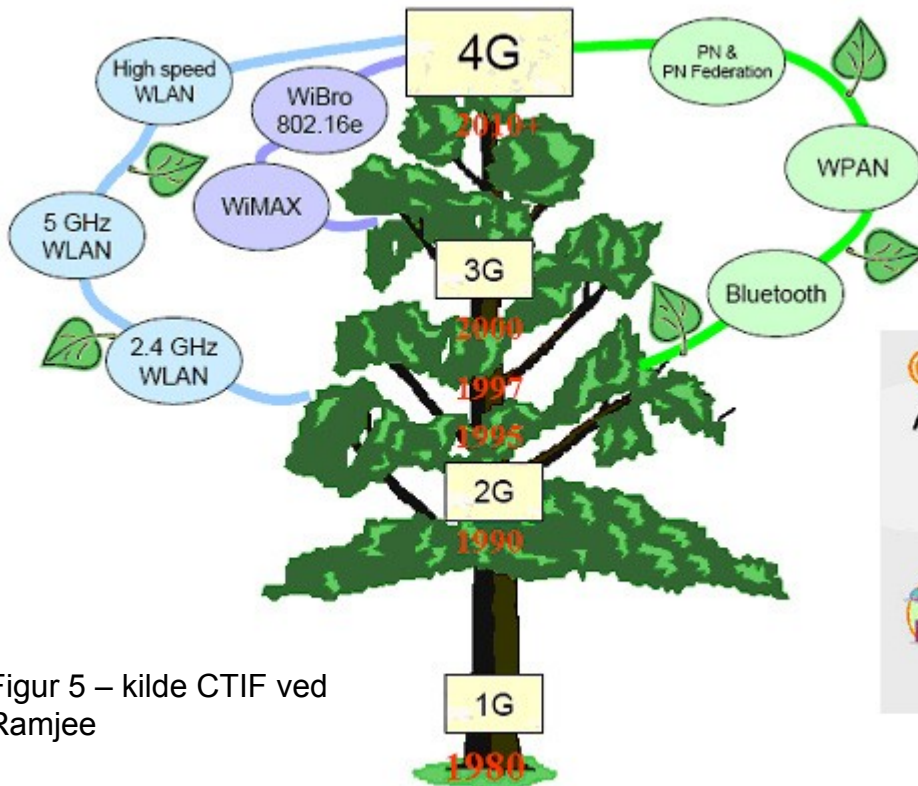 4G
2010+
High speed
WLAN
WiBro
802.16e
WiMAX
5 GHz
WLAN
2.4 GHz
WLAN
PN &
PN Federation
WPAN
Bluetooth
3G
2000
1997
1995
2G
1990
1G
1980
Figur 5 – kilde CTIF ved
Ramjee